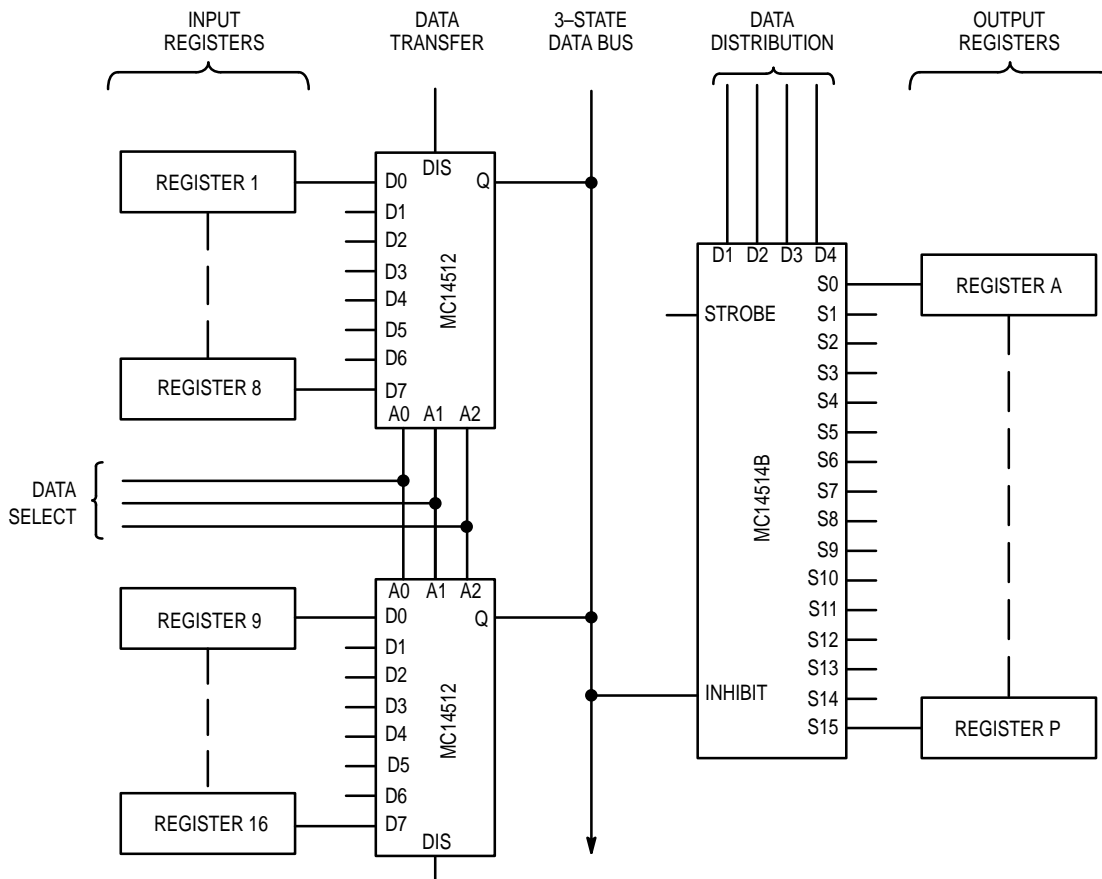 INPUT
REGISTERS
DATA
TRANSFER
3–STATE
DATA BUS
DATA
DISTRIBUTION
OUTPUT
REGISTERS
REGISTER 1
REGISTER 8
DIS
D0
Q
D1
D2
D3
D4
D5
D6
D7
MC14512
A0 A1 A2
DATA
SELECT
REGISTER 9
REGISTER 16
A0 A1 A2
D0
Q
D1
D2
D3
D4
D5
D6
D7
MC14512
DIS
D1 D2 D3 D4
STROBE
INHIBIT
MC14514B
S0
S1
S2
S3
S4
S5
S6
S7
S8
S9
S10
S11
S12
S13
S14
S15
REGISTER A
REGISTER P